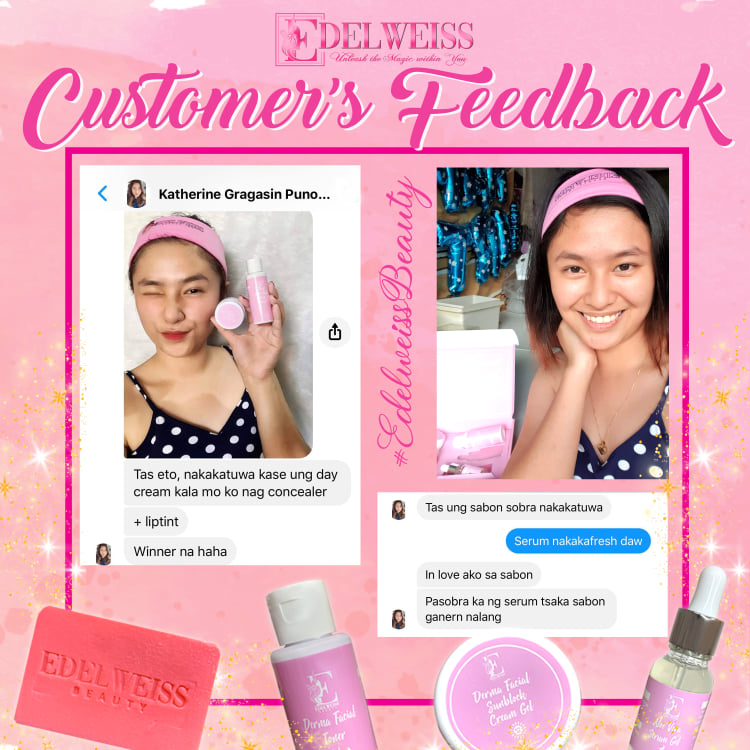 EDELWEISS
Unleash the Magic within You
Customer's Feedback
Katherine Gragasin Puno...
Tas eto, nakakatuwa kase ung day
cream kala mo ko nag concealer
+ liptint
Winner na haha
#EdelweissBeauty
Tas ung sabon sobra nakakatuwa
Serum nakakafresh daw
In love ako sa sabon
Pasobra ka ng serum tsaka sabon
ganern nalang
EDELWEISS
BEAUTY
Derma Facial
Toner
Derma Facial
Sunblock
Cream Gel